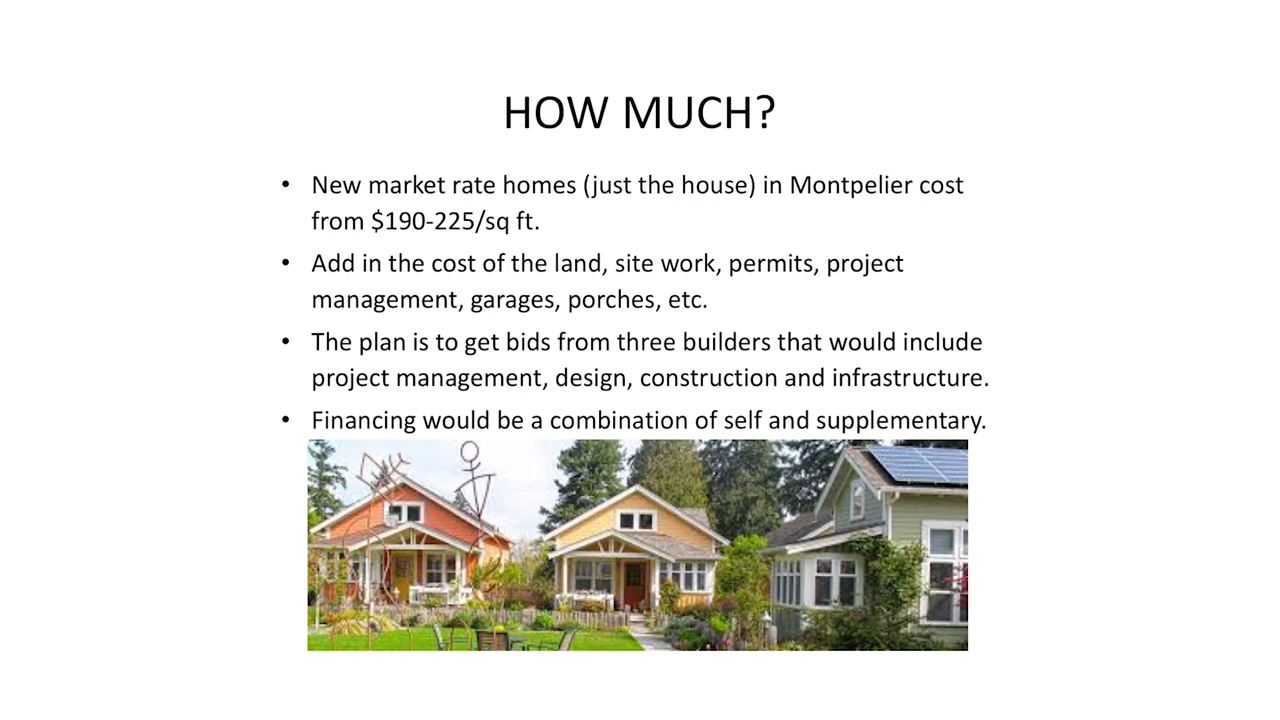 HOW MUCH?
• New market rate homes (just the house) in Montpelier cost
from $190-225/sq ft.
• Add in the cost of the land, site work, permits, project
management, garages, porches, etc.
• The plan is to get bids from three builders that would include
project management, design, construction and infrastructure.
• Financing would be a combination of self and supplementary.